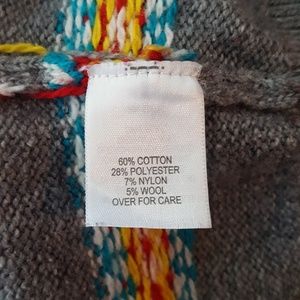 60% COTTON
28% POLYESTER
7% NYLON
5% WOOL
OVER FOR CARE